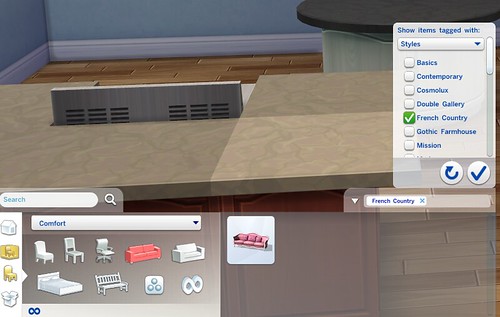 Show items tagged with:
Styles
Basics
Contemporary
Cosmolux
Double Gallery
French Country
Gothic Farmhouse
Mission
Search
French Country
Comfort